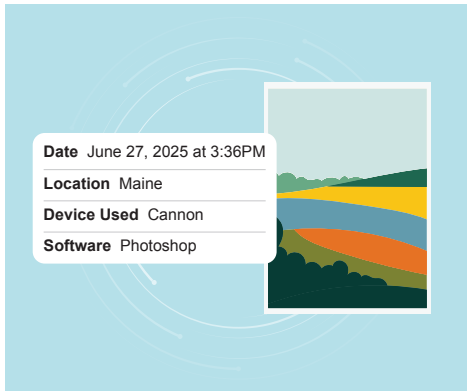 Date June 27, 2025 at 3:36PM
Location Maine
Device Used Cannon
Software Photoshop